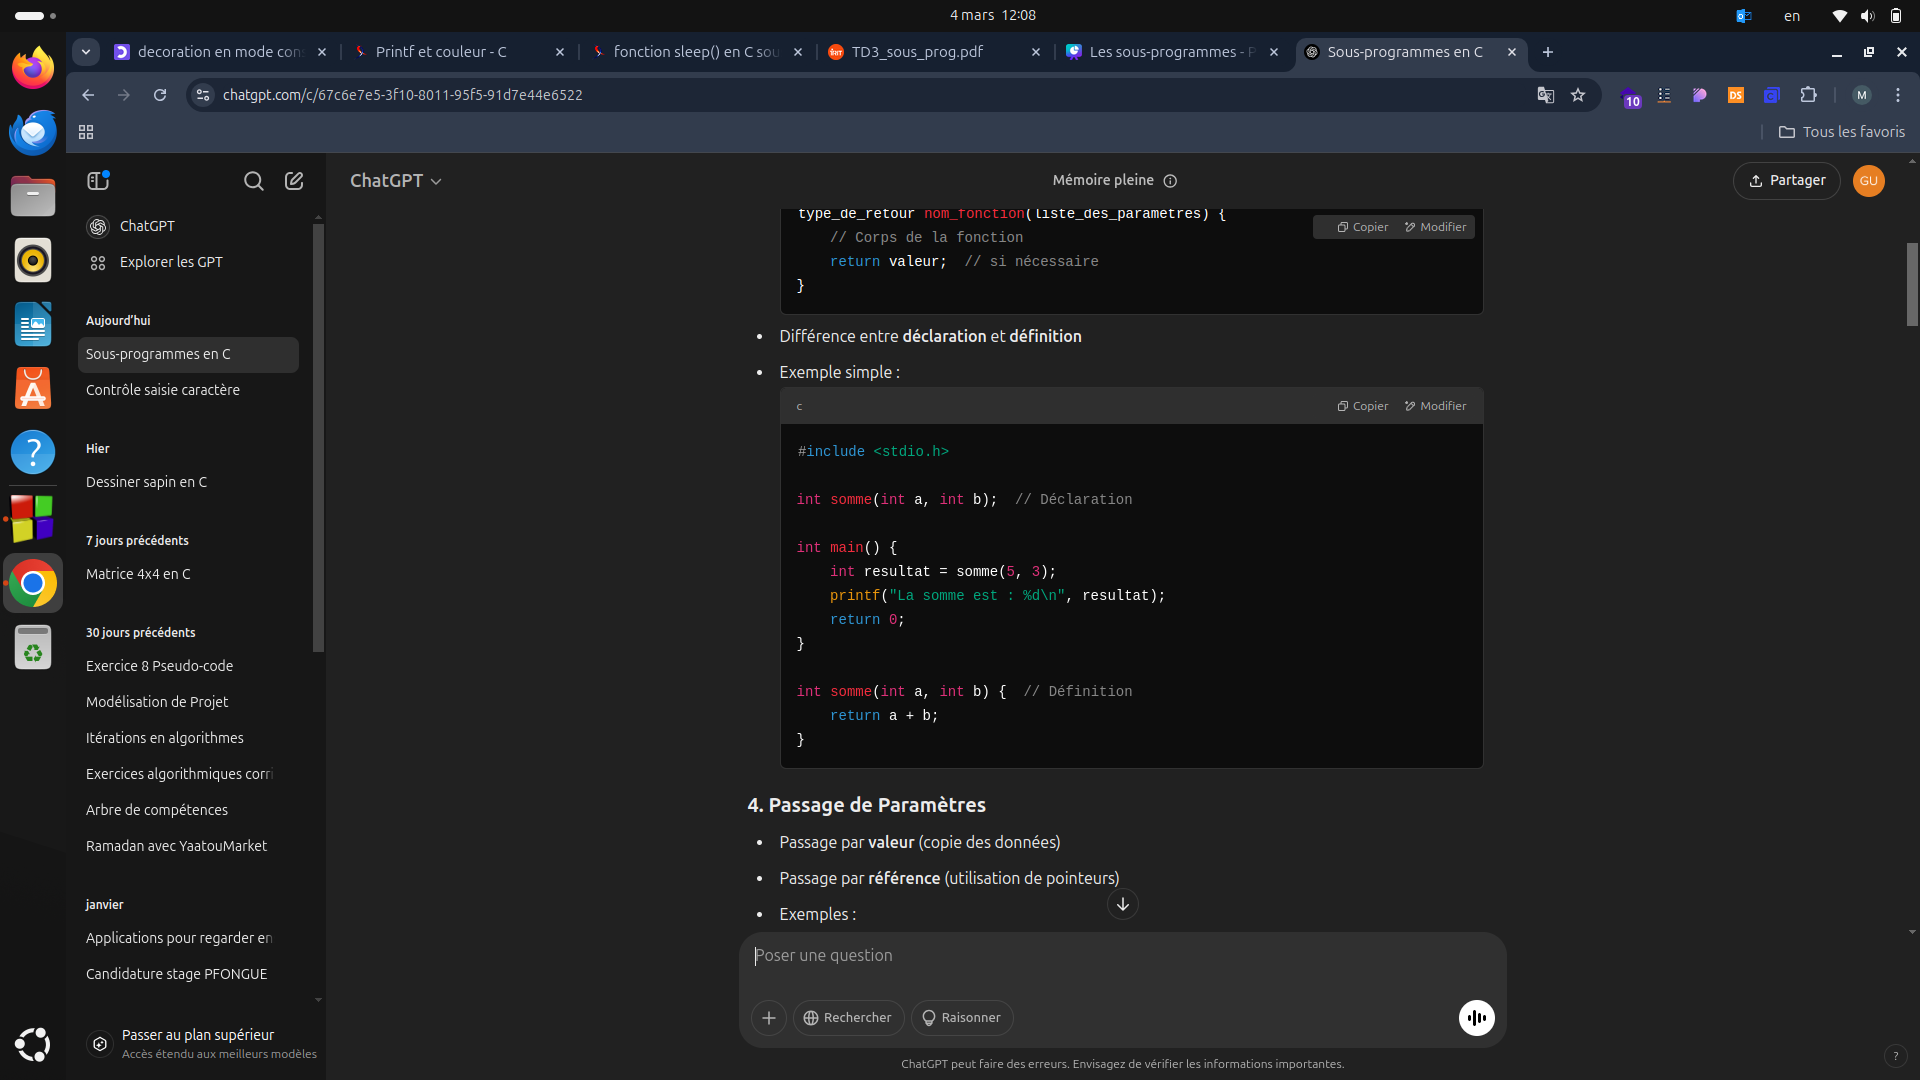 4 mars 12:08
en
decoration en mode con
Printf et couleur - C
fonction sleep() en C sou
TD3_sous_prog.pdf
Les sous-programmes - P
Sous-programmes en C
chatgpt.com/c/67c6e7e5-3f10-8011-95f5-91d7e44e6522
10
DS
M
Tous les favoris
ChatGPT
Mémoire pleine
Partager
GU
ChatGPT
Explorer les GPT
Aujourd’hui
Sous-programmes en C
Contrôle saisie caractère
Hier
Dessiner sapin en C
7 jours précédents
Matrice 4x4 en C
30 jours précédents
Exercice 8 Pseudo-code
Modélisation de Projet
Itérations en algorithmes
Exercices algorithmiques corri
Arbre de compétences
Ramadan avec YaatouMarket
janvier
Applications pour regarder en
Candidature stage PFONGUE
Passer au plan supérieur
Accès étendu aux meilleurs modèles
type_de_retour nom_fonction(liste_des_parametres) {
Copier Modifier
// Corps de la fonction
return valeur;  // si nécessaire
}
• Différence entre déclaration et définition
• Exemple simple :
c
Copier Modifier
#include <stdio.h>
int somme(int a, int b);  // Déclaration
int main() {
int resultat = somme(5, 3);
printf("La somme est : %d\n", resultat);
return 0;
}
int somme(int a, int b) {  // Définition
return a + b;
}
4. Passage de Paramètres
• Passage par valeur (copie des données)
• Passage par référence (utilisation de pointeurs)
• Exemples :
Poser une question
Rechercher
Raisonner
ChatGPT peut faire des erreurs. Envisagez de vérifier les informations importantes.
?